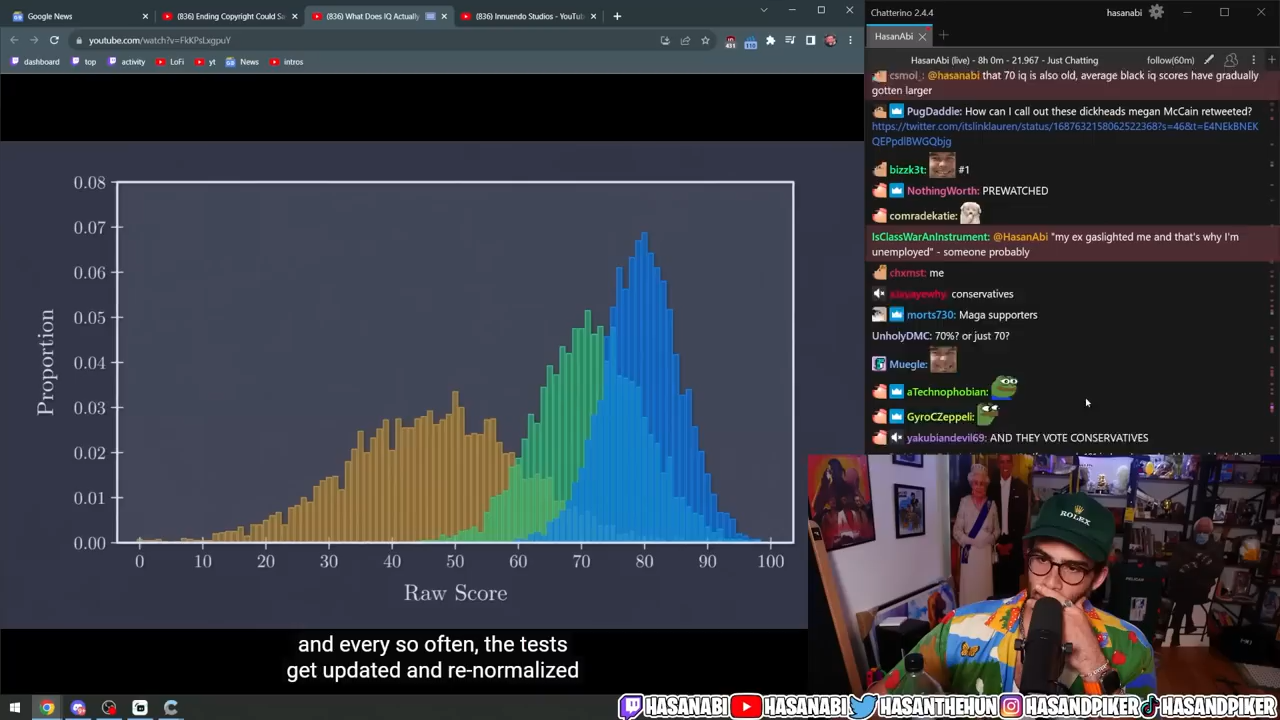 Google News
(836) Ending Copyright Could Sa
(836) What Does IQ Actually
(836) Innuendo Studios - YouTub
youtube.com/watch?v=FkKPsLxgpuY
431
110
dashboard
top
activity
LoFi
yt
News
intros
0.08
0.07
0.06
0.05
0.04
0.03
0.02
0.01
0.00
Proportion
0 10 20 30 40 50 60 70 80 90 100
Raw Score
and every so often, the tests
get updated and re-normalized
Chatterino 2.4.4
hasanabi
HasanAbi
HasanAbi (live) - 8h 0m - 21.967 - Just Chatting
follow(60m)
csmol_: @hasanabi that 70 iq is also old, average black iq scores have gradually
gotten larger
PugDaddie: How can I call out these dickheads megan McCain retweeted?
https://twitter.com/itslinklauren/status/1687632158062522368?s=46&t=E4NEkBNEK
QEPpdlBWGQbjg
bizzk3t: #1
NothingWorth: PREWATCHED
comradekatie:
IsClassWarAnInstrument: @HasanAbi "my ex gaslighted me and that's why I'm
unemployed" - someone probably
chxmst: me
conservatives
morts730: Maga supporters
UnholyDMC: 70%? or just 70?
Muegle:
aTechnophobian:
GyroCZeppeli:
yakubiandevil69: AND THEY VOTE CONSERVATIVES
ROLEX
HASANABI
HASANABI
HASANTHEHUN
HASANDPIKER
HASANDPIKER